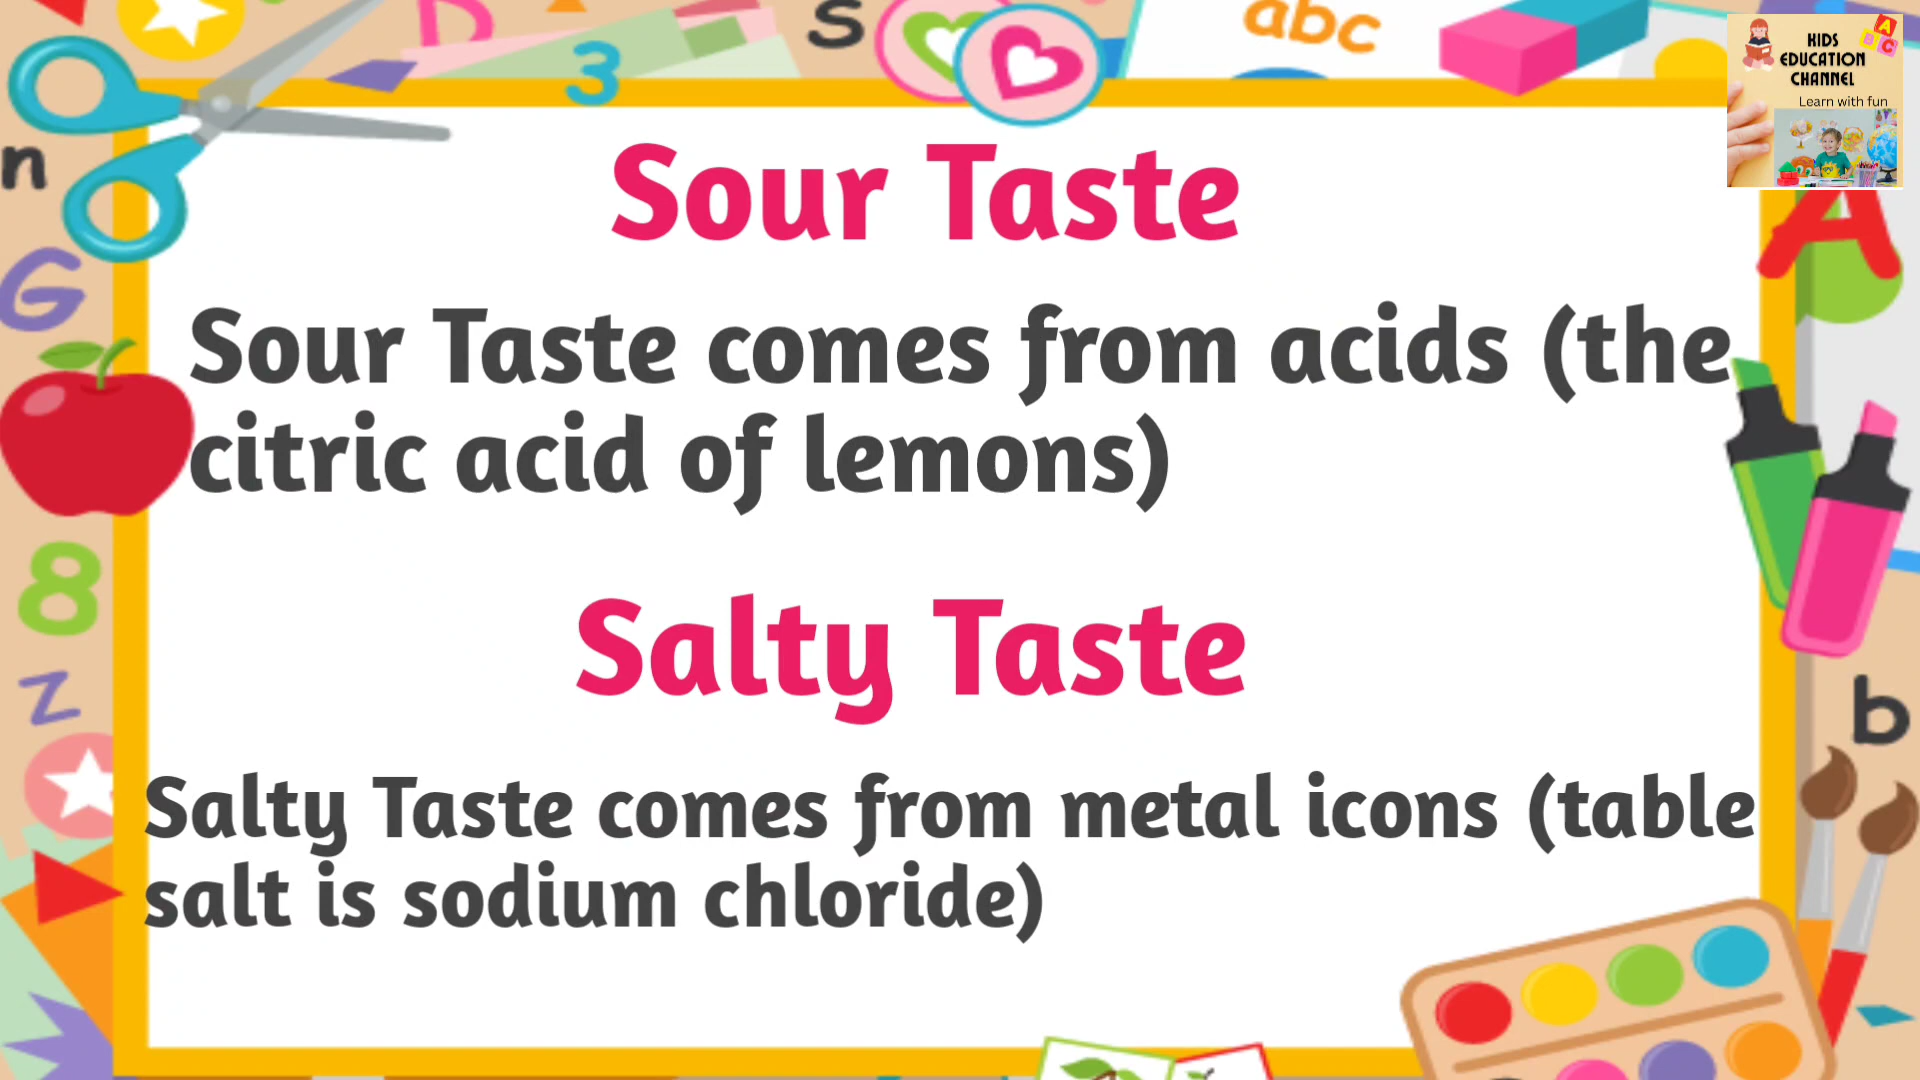 D
S
abc
3
KIDS
EDUCATION
CHANNEL
Learn with fun
A
B
C
n
Sour Taste
A
G
Sour Taste comes from acids (the
citric acid of lemons)
8
Salty Taste
z
b
Salty Taste comes from metal icons (table
salt is sodium chloride)